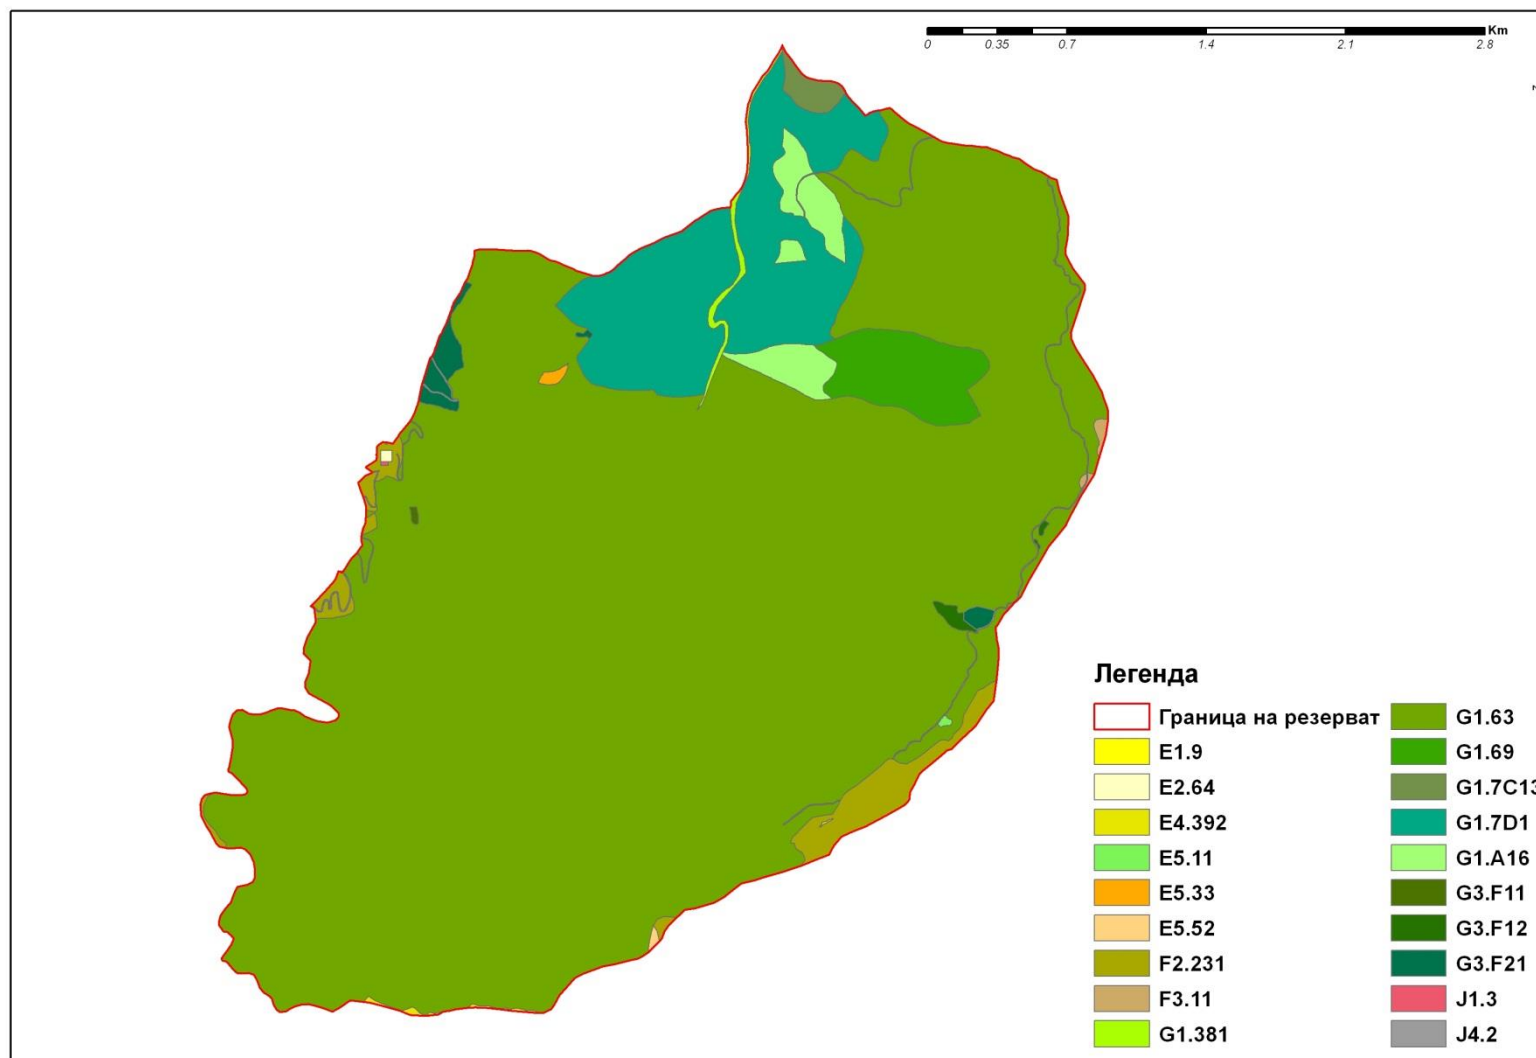 Km
0 0.35 0.7 1.4 2.1 2.8
Легенда
Граница на резерват
E1.9
E2.64
E4.392
E5.11
E5.33
E5.52
F2.231
F3.11
G1.381
G1.63
G1.69
G1.7C13
G1.7D1
G1.A16
G3.F11
G3.F12
G3.F21
J1.3
J4.2